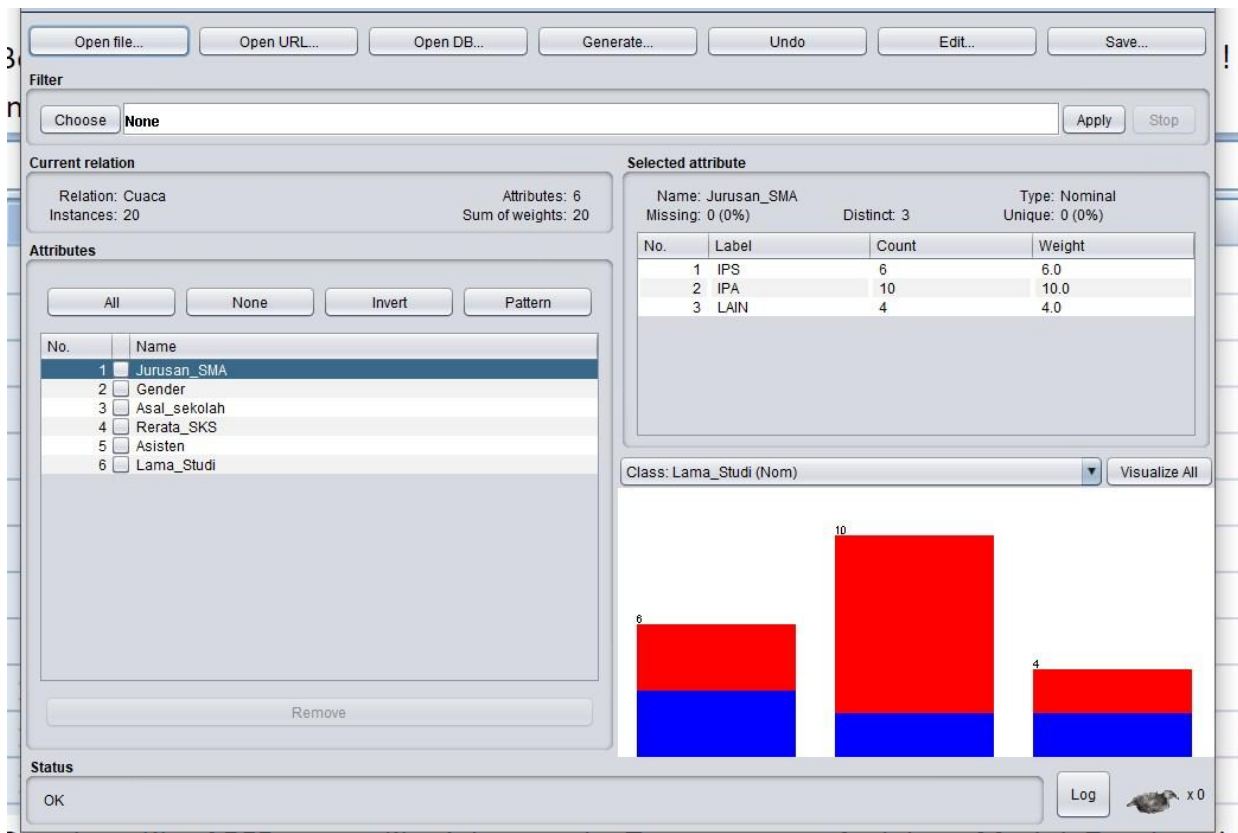 Open file... Open URL... Open DB... Generate... Undo Edit... Save...
!
Filter
Choose None Apply Stop
Current relation
Relation: Cuaca Attributes: 6
Instances: 20 Sum of weights: 20
Attributes
All None Invert Pattern
No. Name
1 Jurusan_SMA
2 Gender
3 Asal_sekolah
4 Rerata_SKS
5 Asisten
6 Lama_Studi
Remove
Selected attribute
Name: Jurusan_SMA Type: Nominal
Missing: 0 (0%) Distinct: 3 Unique: 0 (0%)
No. Label Count Weight
1 IPS 6 6.0
2 IPA 10 10.0
3 LAIN 4 4.0
Class: Lama_Studi (Nom) Visualize All
6
10
4
Status
OK
Log x 0